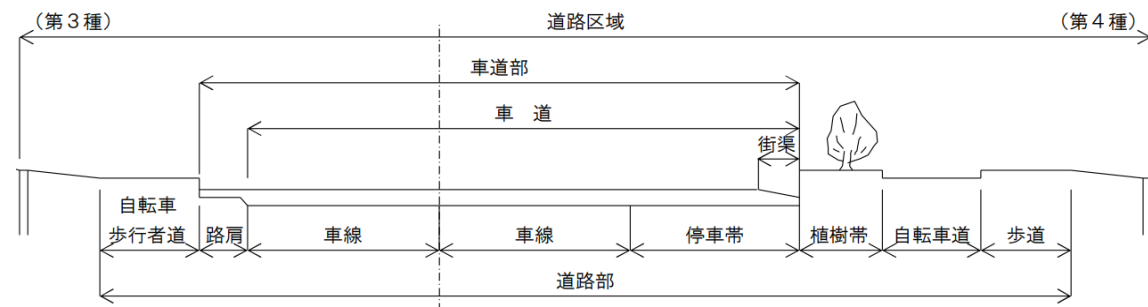 （第３種）
道路区域
（第４種）
車道部
車　道
街渠
自転車
歩行者道
路肩
車線
車線
停車帯
植樹帯
自転車道
歩道
道路部